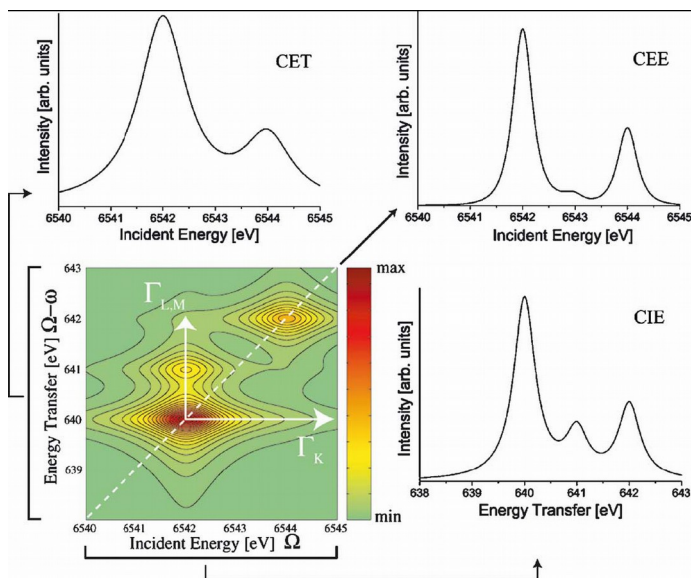 CET
Intensity [arb. units]
6540 6541 6542 6543 6544 6545
Incident Energy [eV]
CEE
Intensity [arb. units]
6540 6541 6542 6543 6544 6545
Incident Energy [eV]
643
642
641
640
639
Energy Transfer [eV] Ω−ω
ΓL,M
ΓK
6540 6541 6542 6543 6544 6545
Incident Energy [eV] Ω
max
min
CIE
Intensity [arb. units]
638 639 640 641 642 643
Energy Transfer [eV]